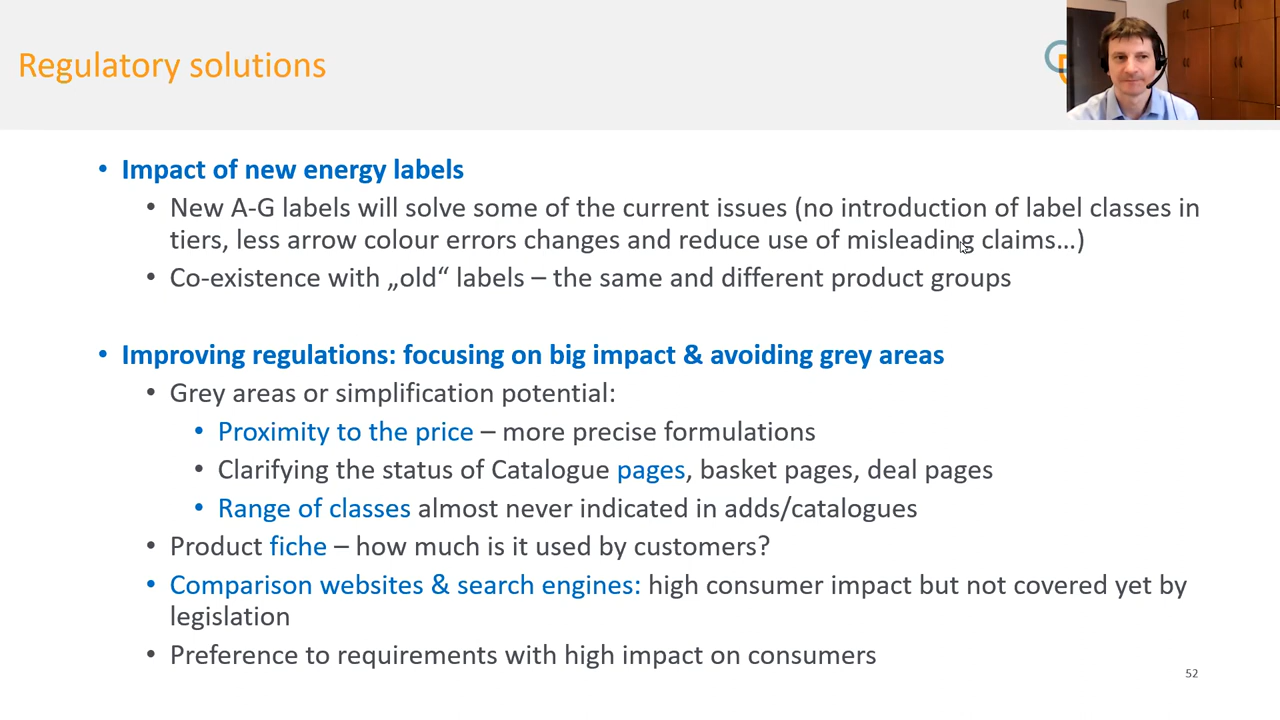 Regulatory solutions
• Impact of new energy labels
• New A-G labels will solve some of the current issues (no introduction of label classes in
tiers, less arrow colour errors changes and reduce use of misleading claims…)
• Co-existence with „old“ labels – the same and different product groups
• Improving regulations: focusing on big impact & avoiding grey areas
• Grey areas or simplification potential:
• Proximity to the price – more precise formulations
• Clarifying the status of Catalogue pages, basket pages, deal pages
• Range of classes almost never indicated in adds/catalogues
• Product fiche – how much is it used by customers?
• Comparison websites & search engines: high consumer impact but not covered yet by
legislation
• Preference to requirements with high impact on consumers
52